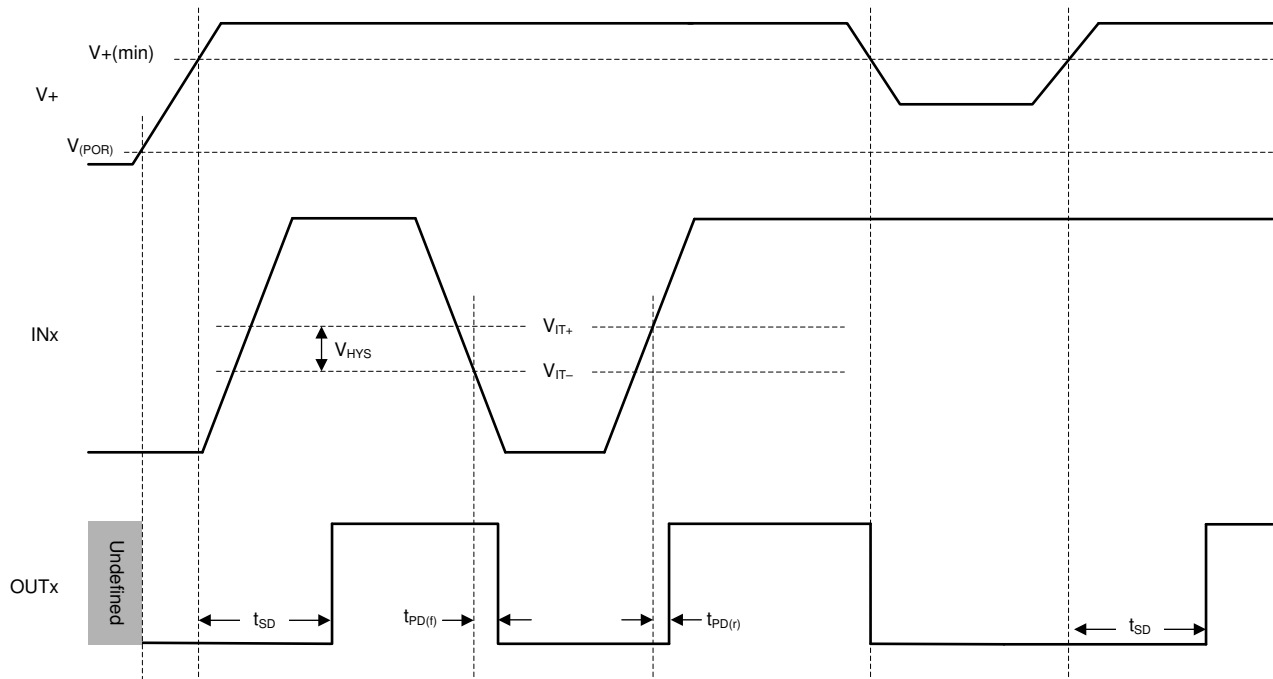 V+(min)
V+
V(POR)
INx
VIT+
VHYS
VIT–
Undefined
OUTx
tSD
tPD(f)
tPD(r)
tSD